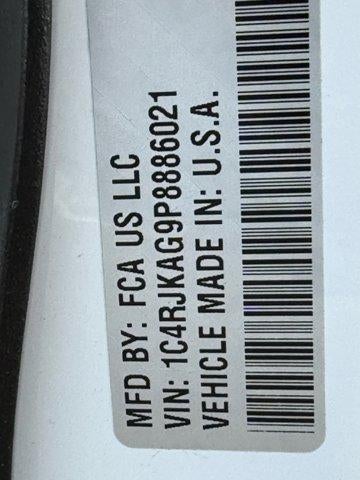 MFD BY: FCA US LLC
VIN: 1C4RJKAG9P8886021
VEHICLE MADE IN: U.S.A.